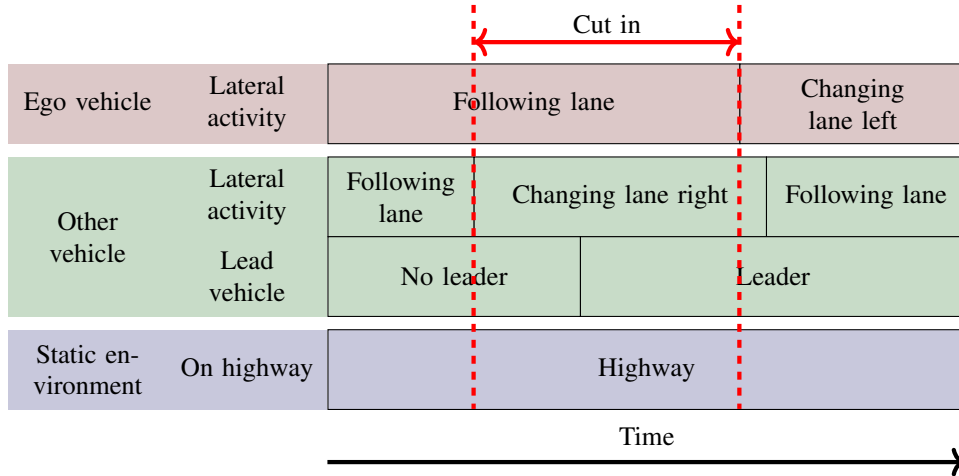 Cut in
Ego vehicle
Lateral
activity
Following lane
Changing
lane left
Other
vehicle
Lateral
activity
Following
lane
Changing lane right
Following lane
Lead
vehicle
No leader
Leader
Static en-
vironment
On highway
Highway
Time